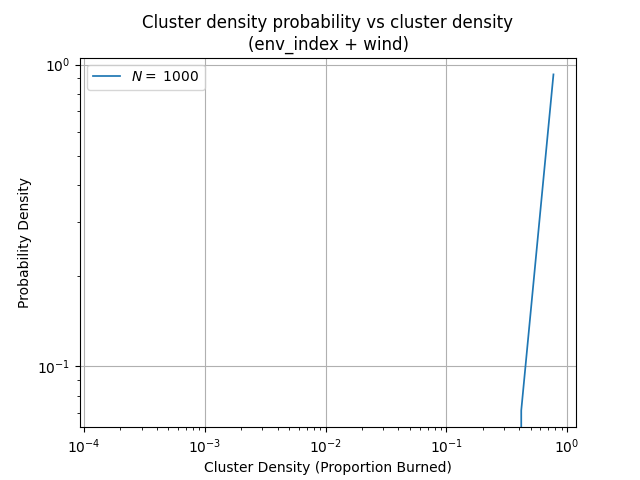 Cluster density probability vs cluster density
(env_index + wind)
N = 1000
Probability Density
10⁰
10⁻¹
10⁻⁴ 10⁻³ 10⁻² 10⁻¹ 10⁰
Cluster Density (Proportion Burned)